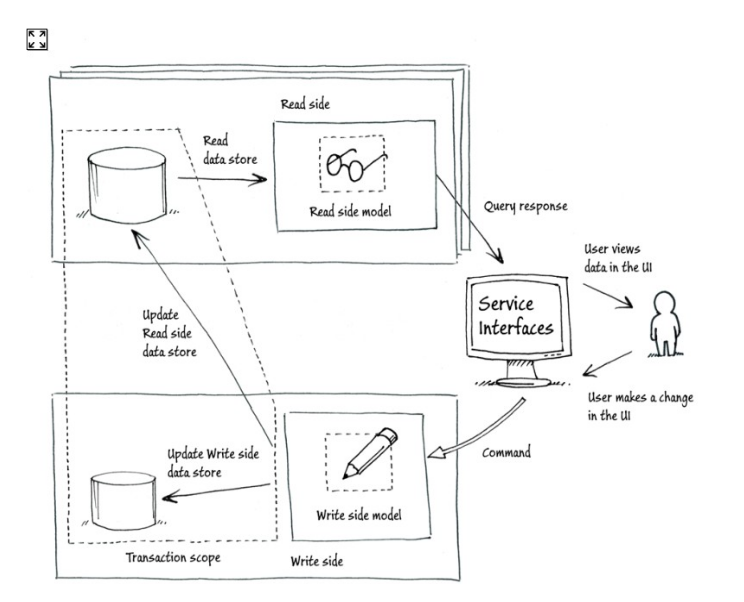 Read side
Read
data store
Read side model
Query response
User views
data in the UI
Service
Interfaces
Update
Read side
data store
User makes a change
in the UI
Update Write side
data store
Command
Write side model
Transaction scope
Write side